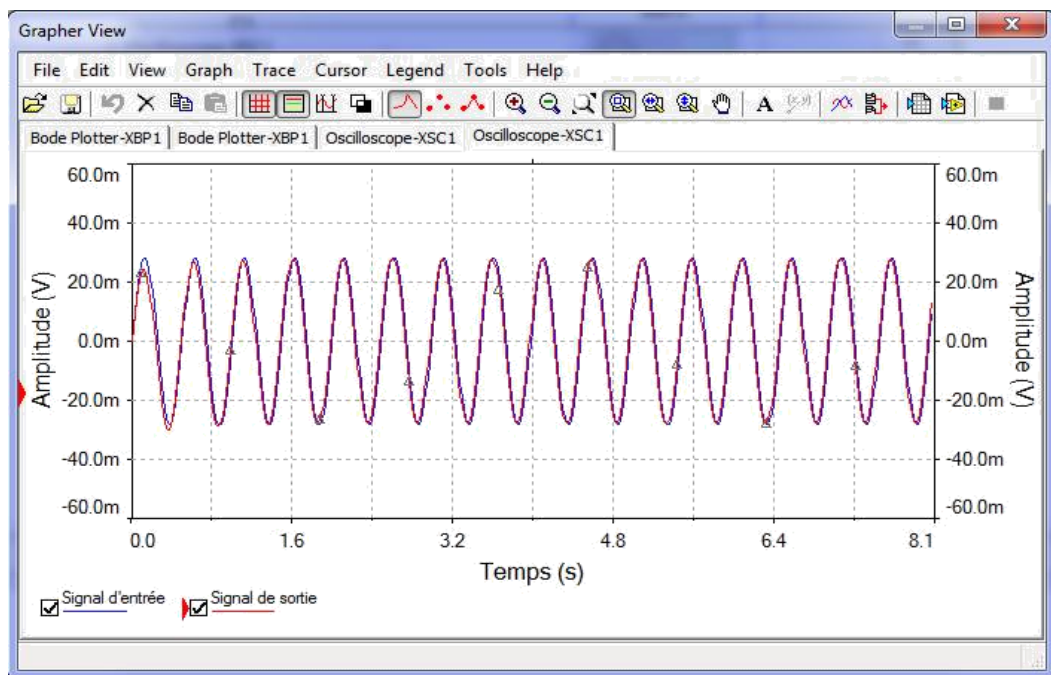 Grapher View
File Edit View Graph Trace Cursor Legend Tools Help
A (x,y)
Bode Plotter-XBP1 Bode Plotter-XBP1 Oscilloscope-XSC1 Oscilloscope-XSC1
60.0m 60.0m
40.0m 40.0m
20.0m 20.0m
0.0m 0.0m
-20.0m -20.0m
-40.0m -40.0m
-60.0m -60.0m
Amplitude (V)
Amplitude (V)
0.0 1.6 3.2 4.8 6.4 8.1
Temps (s)
Signal d'entrée Signal de sortie